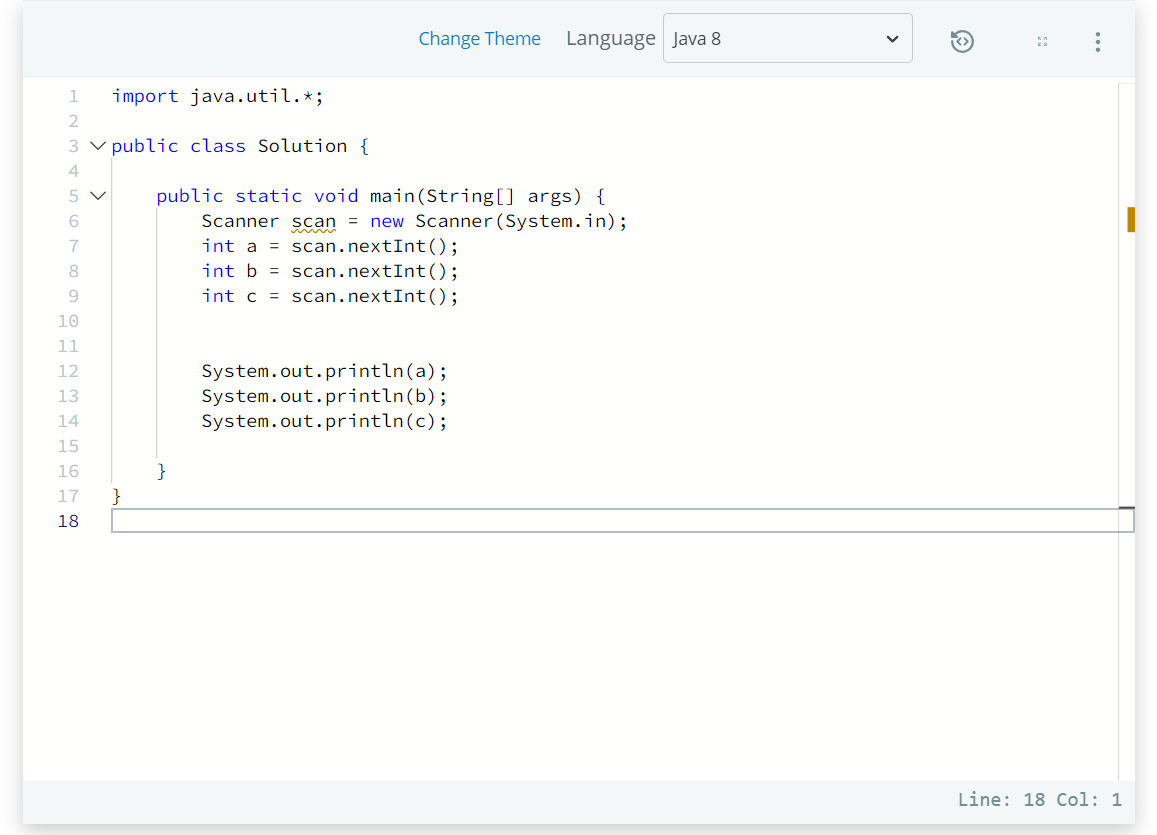 Change Theme Language Java 8
1 import java.util.*;
2
3 public class Solution {
4
5     public static void main(String[] args) {
6         Scanner scan = new Scanner(System.in);
7         int a = scan.nextInt();
8         int b = scan.nextInt();
9         int c = scan.nextInt();
10
11
12         System.out.println(a);
13         System.out.println(b);
14         System.out.println(c);
15
16     }
17 }
18
Line: 18 Col: 1